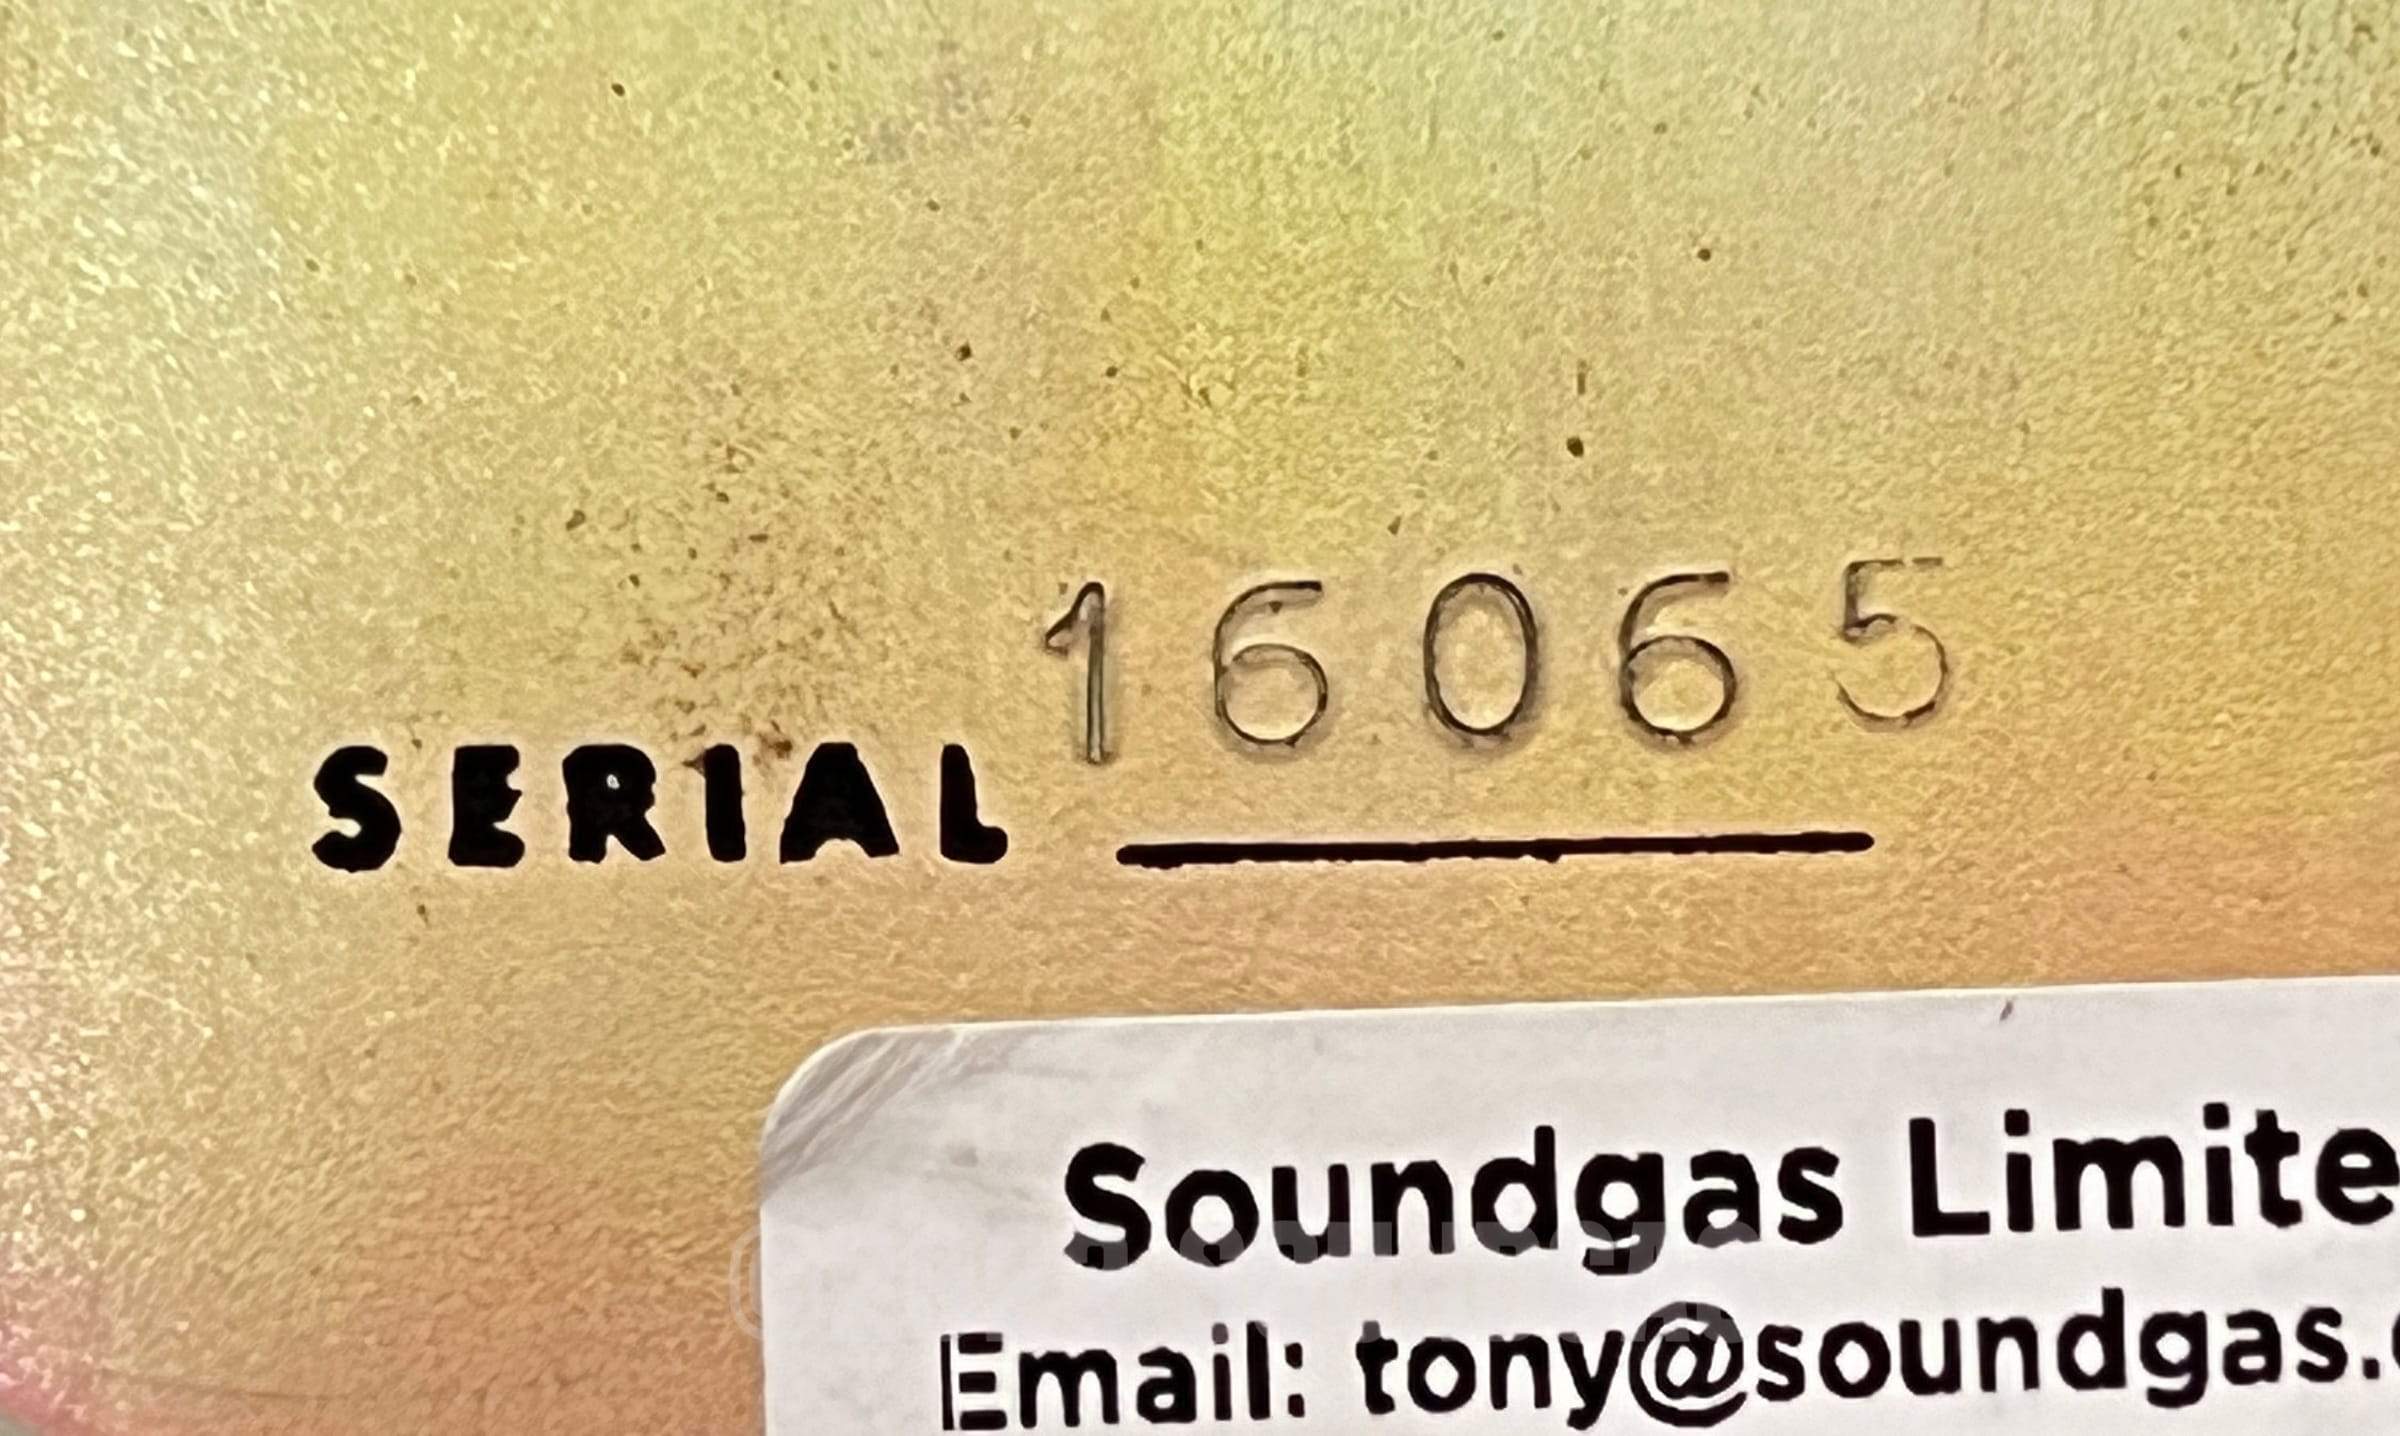 SERIAL 16065
Soundgas Limite
Email: tony@soundgas.